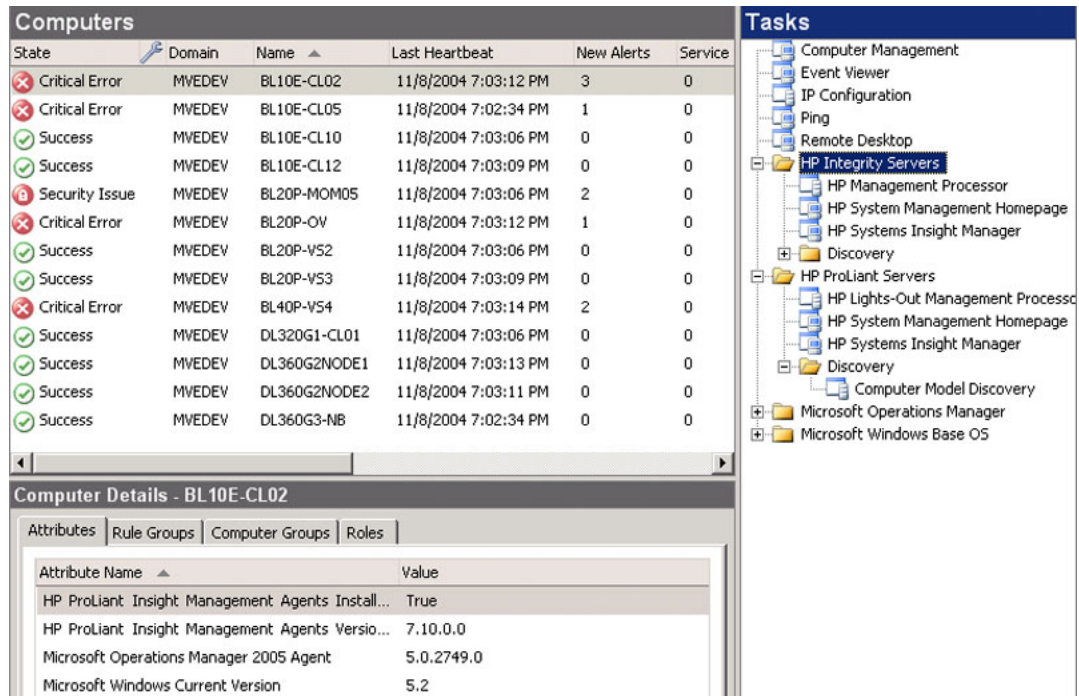 Computers
State Domain Name Last Heartbeat New Alerts Service
Critical Error MVEDEV BL10E-CL02 11/8/2004 7:03:12 PM 3 0
Critical Error MVEDEV BL10E-CL05 11/8/2004 7:02:34 PM 1 0
Success MVEDEV BL10E-CL10 11/8/2004 7:03:06 PM 0 0
Success MVEDEV BL10E-CL12 11/8/2004 7:03:09 PM 0 0
Security Issue MVEDEV BL20P-MOM05 11/8/2004 7:03:06 PM 2 0
Critical Error MVEDEV BL20P-OV 11/8/2004 7:03:12 PM 1 0
Success MVEDEV BL20P-VS2 11/8/2004 7:03:06 PM 0 0
Success MVEDEV BL20P-VS3 11/8/2004 7:03:09 PM 0 0
Critical Error MVEDEV BL40P-VS4 11/8/2004 7:03:14 PM 2 0
Success MVEDEV DL320G1-CL01 11/8/2004 7:03:06 PM 0 0
Success MVEDEV DL360G2NODE1 11/8/2004 7:03:13 PM 0 0
Success MVEDEV DL360G2NODE2 11/8/2004 7:03:11 PM 0 0
Success MVEDEV DL360G3-NB 11/8/2004 7:02:34 PM 0 0
Computer Details - BL10E-CL02
Attributes Rule Groups Computer Groups Roles
Attribute Name Value
HP ProLiant Insight Management Agents Install... True
HP ProLiant Insight Management Agents Versio... 7.10.0.0
Microsoft Operations Manager 2005 Agent 5.0.2749.0
Microsoft Windows Current Version 5.2
Tasks
Computer Management
Event Viewer
IP Configuration
Ping
Remote Desktop
HP Integrity Servers
HP Management Processor
HP System Management Homepage
HP Systems Insight Manager
Discovery
HP ProLiant Servers
HP Lights-Out Management Processo
HP System Management Homepage
HP Systems Insight Manager
Discovery
Computer Model Discovery
Microsoft Operations Manager
Microsoft Windows Base OS